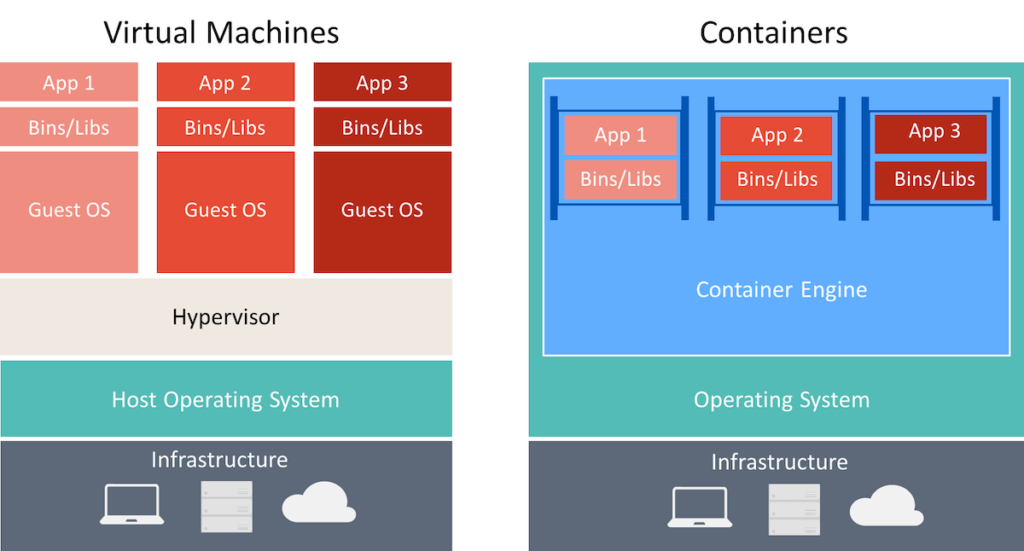 Virtual Machines
App 1
App 2
App 3
Bins/Libs
Bins/Libs
Bins/Libs
Guest OS
Guest OS
Guest OS
Hypervisor
Host Operating System
Infrastructure
Containers
App 1
App 2
App 3
Bins/Libs
Bins/Libs
Bins/Libs
Container Engine
Operating System
Infrastructure